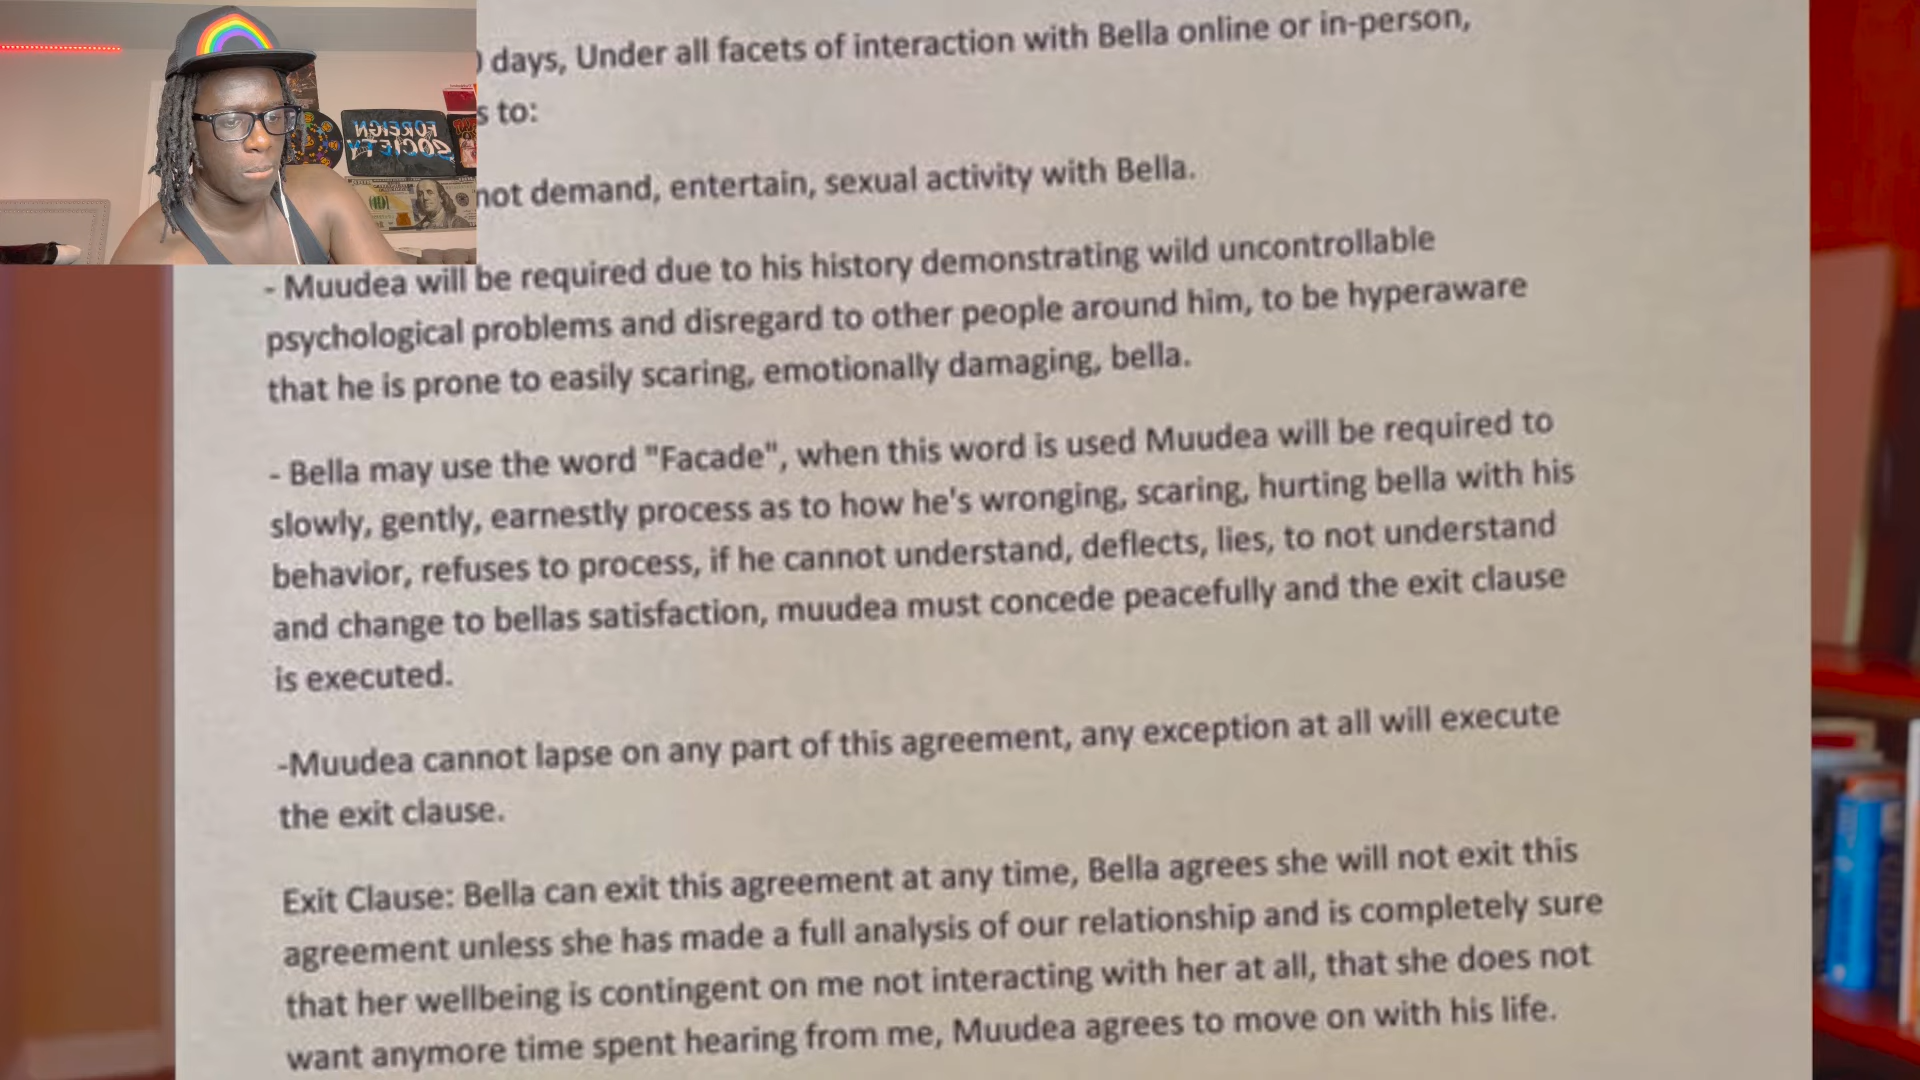 FOREIGN
SOCIETY
days, Under all facets of interaction with Bella online or in-person,
s to:
not demand, entertain, sexual activity with Bella.
- Muudea will be required due to his history demonstrating wild uncontrollable
psychological problems and disregard to other people around him, to be hyperaware
that he is prone to easily scaring, emotionally damaging, bella.
- Bella may use the word "Facade", when this word is used Muudea will be required to
slowly, gently, earnestly process as to how he's wronging, scaring, hurting bella with his
behavior, refuses to process, if he cannot understand, deflects, lies, to not understand
and change to bellas satisfaction, muudea must concede peacefully and the exit clause
is executed.
-Muudea cannot lapse on any part of this agreement, any exception at all will execute
the exit clause.
Exit Clause: Bella can exit this agreement at any time, Bella agrees she will not exit this
agreement unless she has made a full analysis of our relationship and is completely sure
that her wellbeing is contingent on me not interacting with her at all, that she does not
want anymore time spent hearing from me, Muudea agrees to move on with his life.